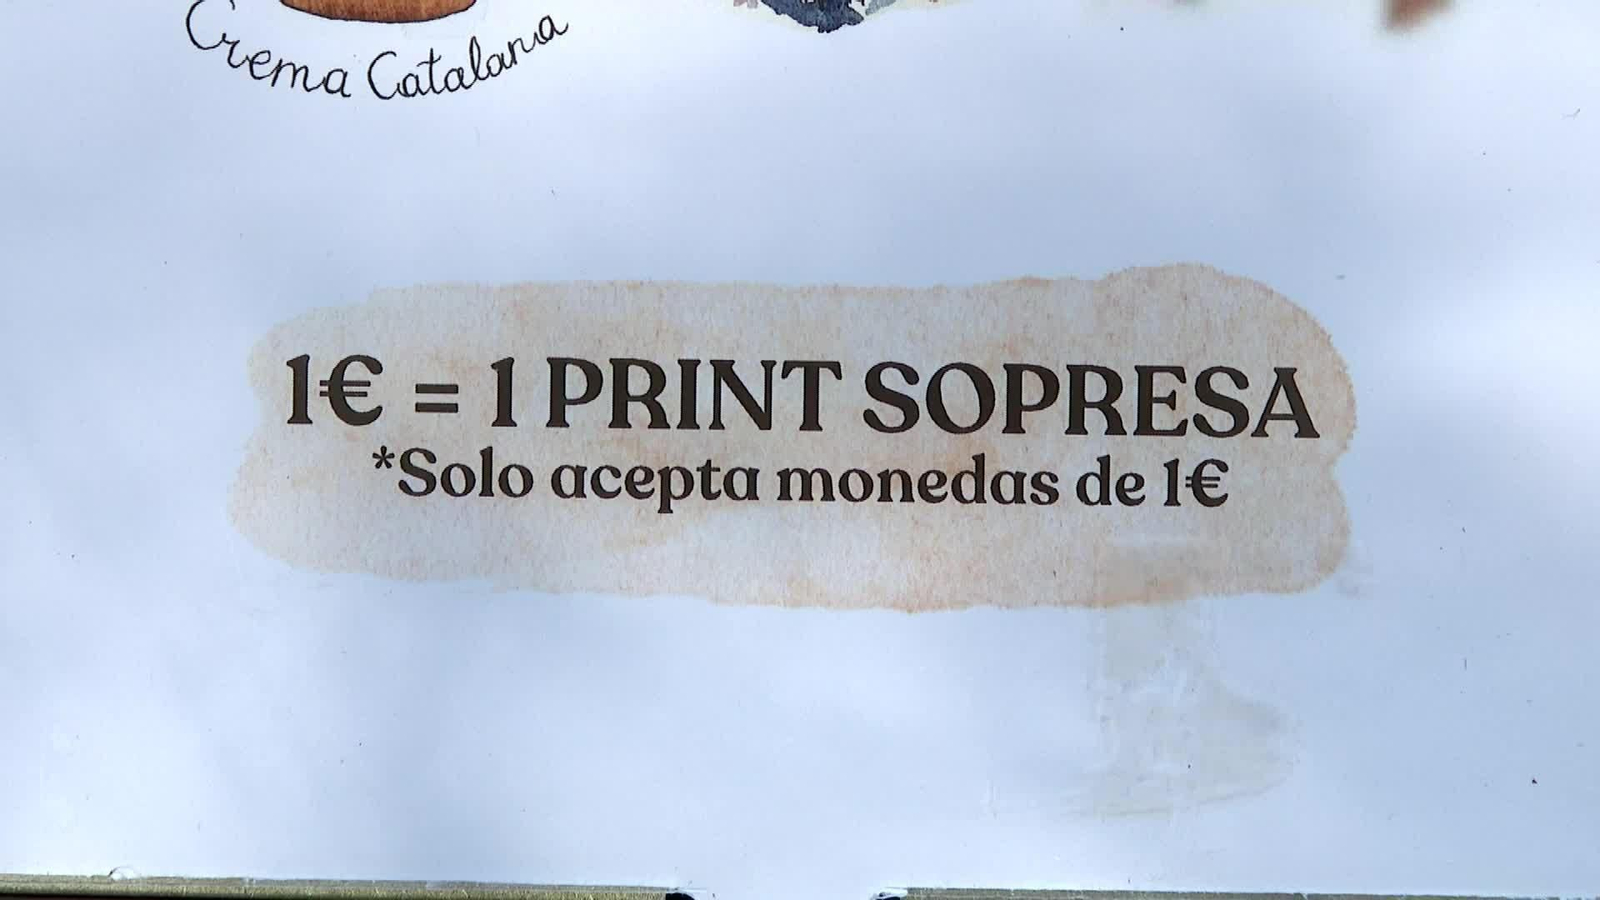 Crema Catalana
1€ = 1 PRINT SOPRESA
*Solo acepta monedas de 1€